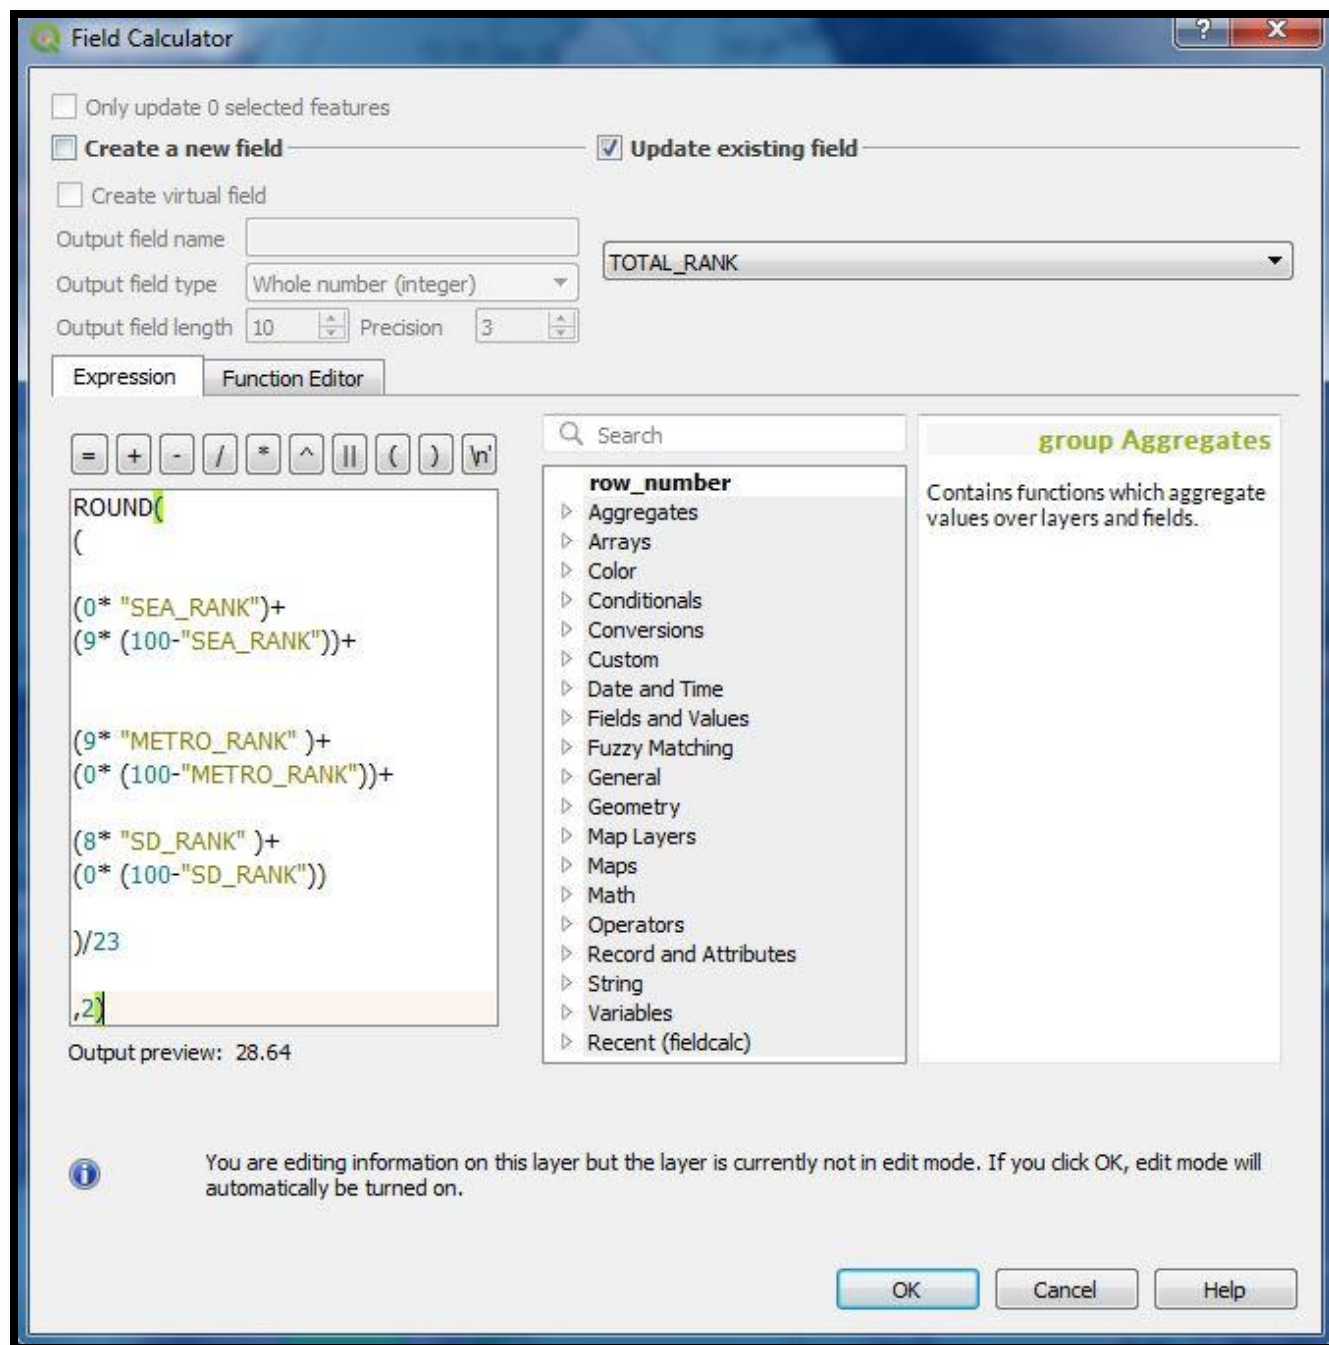 Field Calculator
?
X
Only update 0 selected features
Create a new field
Update existing field
Create virtual field
Output field name
TOTAL_RANK
Output field type
Whole number (integer)
Output field length
10
Precision
3
Expression
Function Editor
= + - / * ^ || ( ) \n'
Search
group Aggregates
Contains functions which aggregate
values over layers and fields.
ROUND(
(
(0* "SEA_RANK")+
(9* (100-"SEA_RANK"))+
(9* "METRO_RANK" )+
(0* (100-"METRO_RANK"))+
(8* "SD_RANK" )+
(0* (100-"SD_RANK"))
)/23
,2)
row_number
Aggregates
Arrays
Color
Conditionals
Conversions
Custom
Date and Time
Fields and Values
Fuzzy Matching
General
Geometry
Map Layers
Maps
Math
Operators
Record and Attributes
String
Variables
Recent (fieldcalc)
Output preview: 28.64
You are editing information on this layer but the layer is currently not in edit mode. If you click OK, edit mode will
automatically be turned on.
OK
Cancel
Help